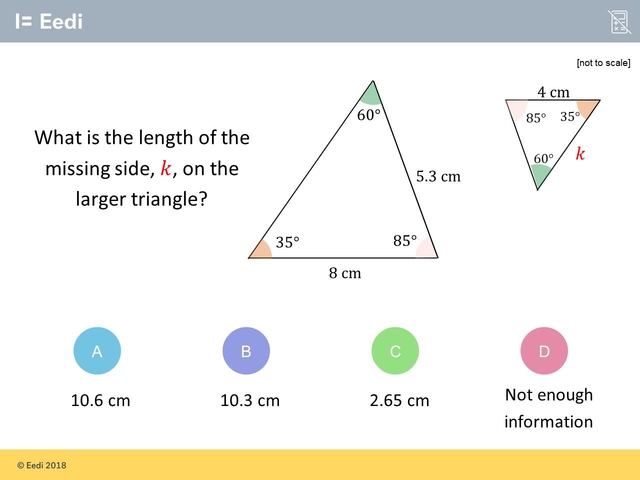 I= Eedi
[not to scale]
What is the length of the
missing side, k, on the
larger triangle?
60°
5.3 cm
35°
85°
8 cm
4 cm
85°
35°
60°
k
A
B
C
D
10.6 cm
10.3 cm
2.65 cm
Not enough
information
© Eedi 2018